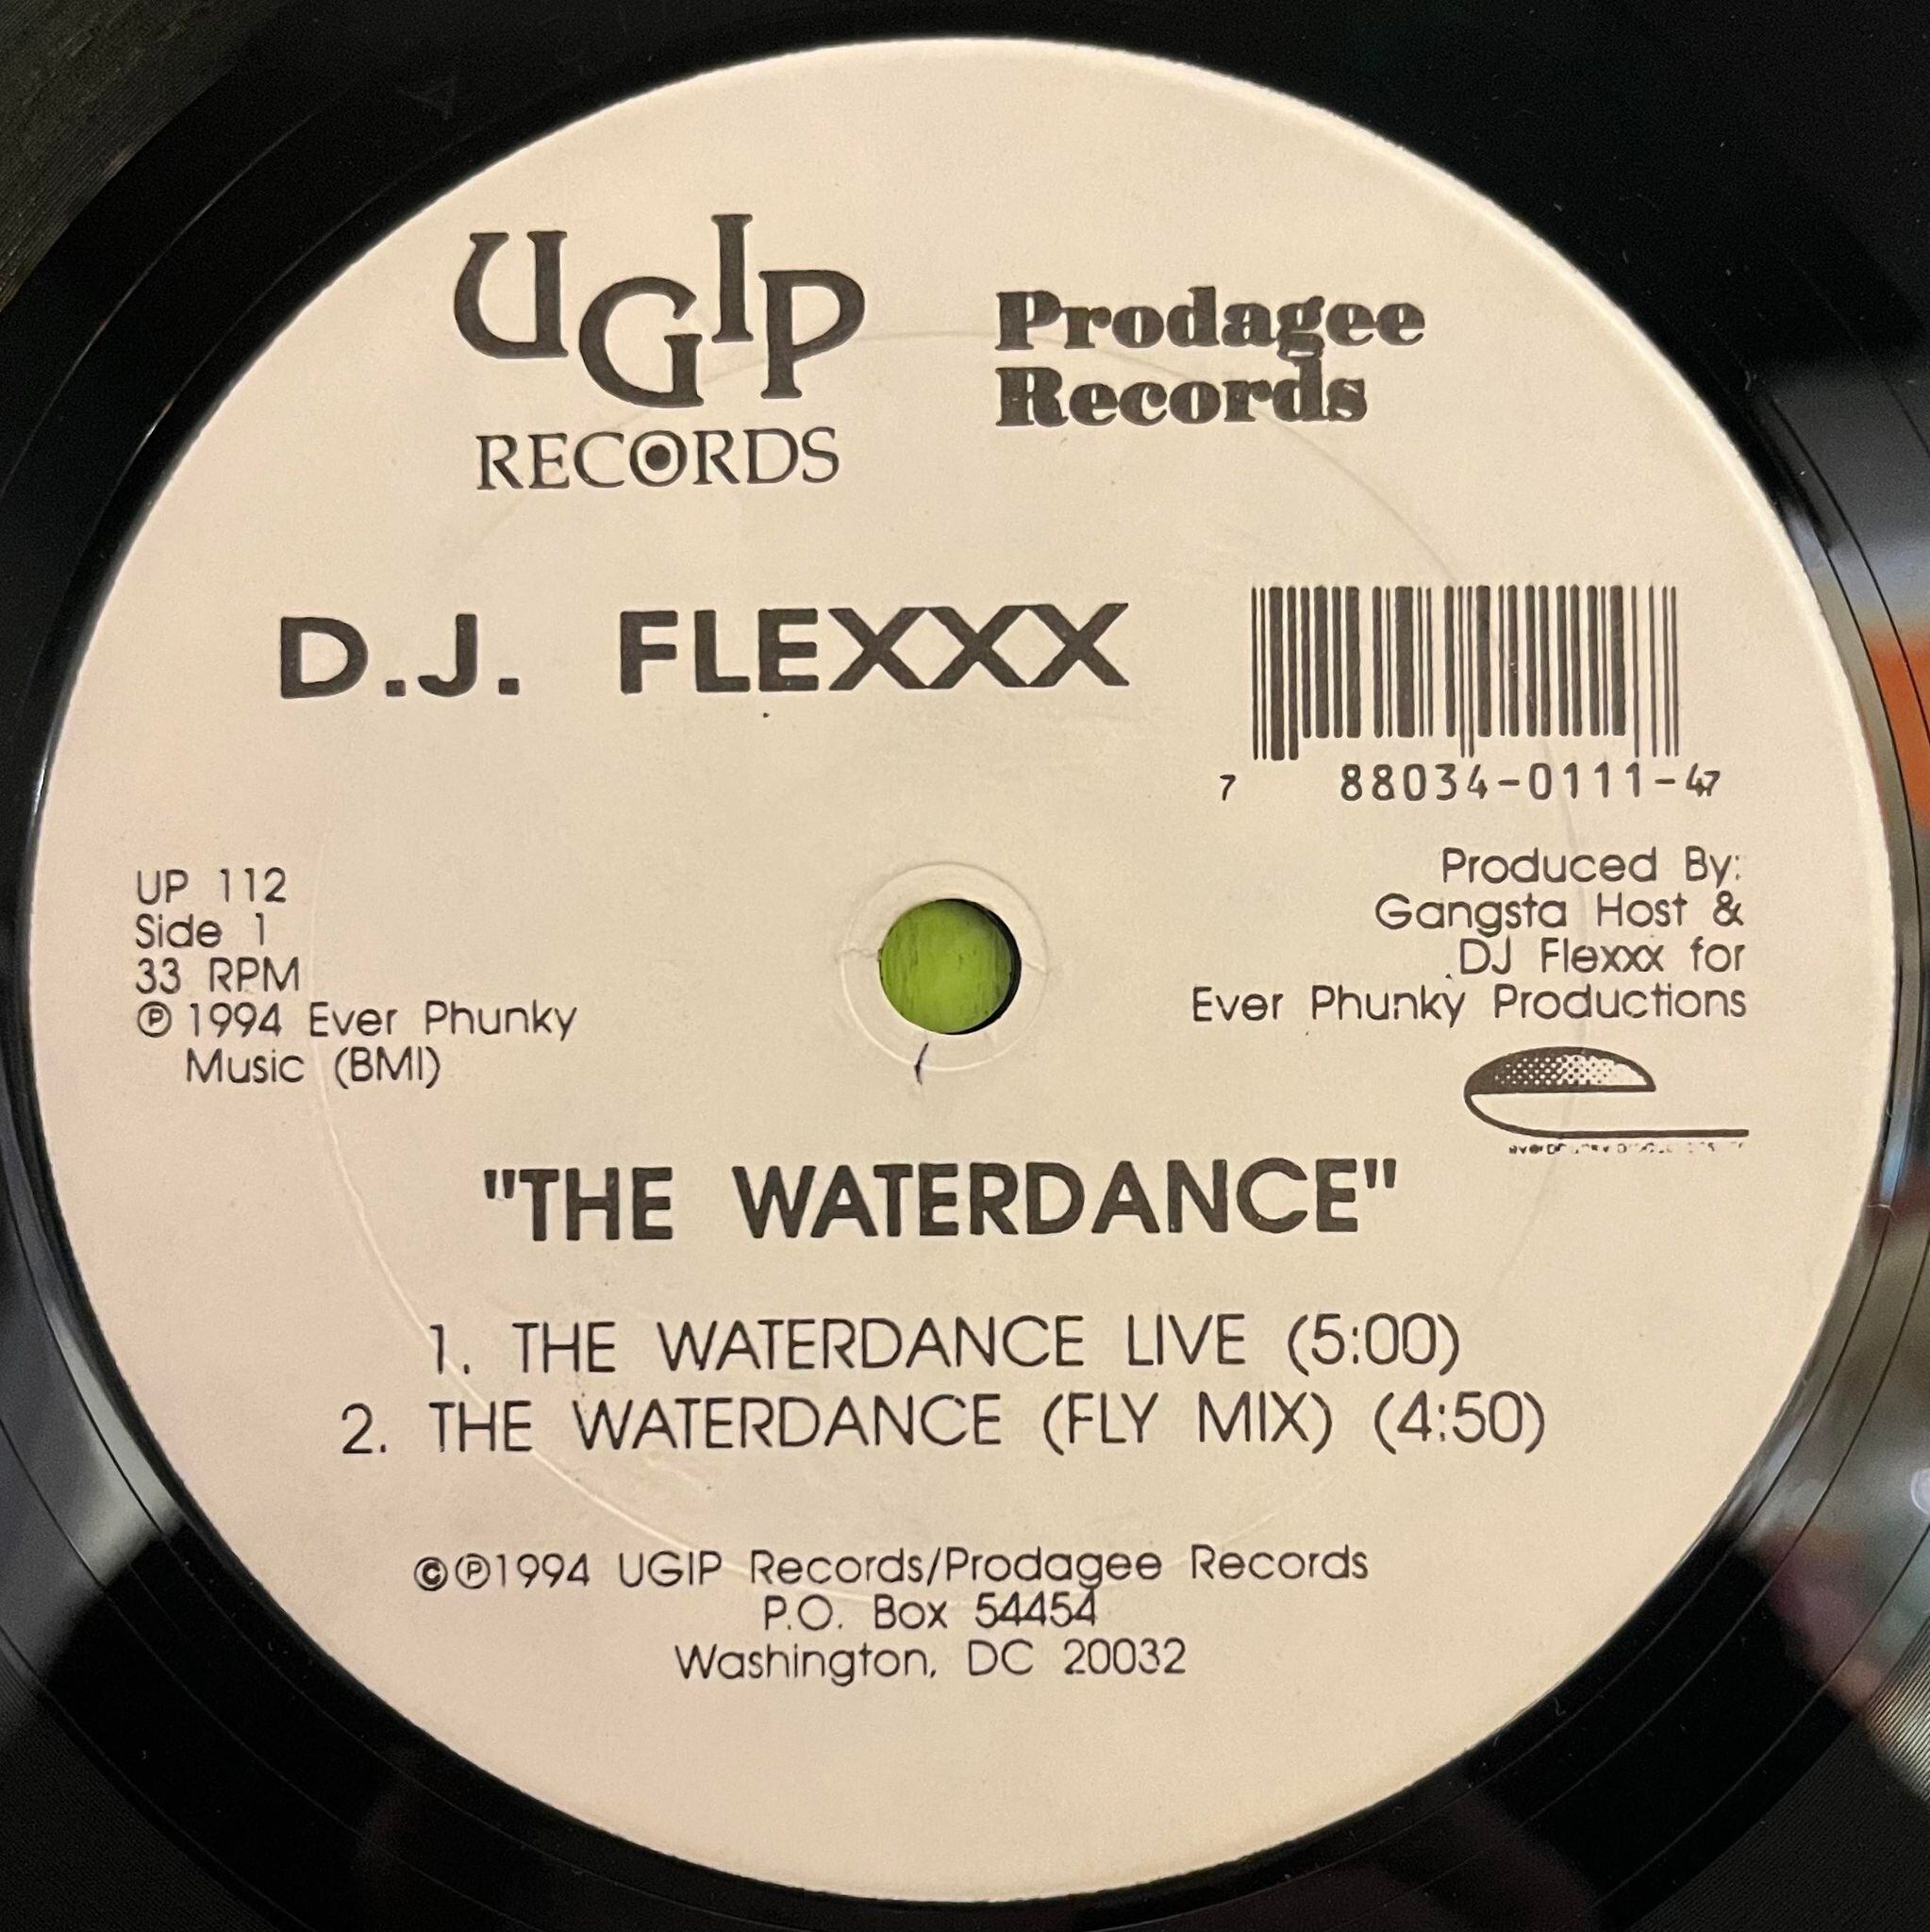 UGIP
RECORDS
Prodagee
Records
D.J. FLEXXX
7 88034-0111-47
UP 112
Side 1
33 RPM
℗ 1994 Ever Phunky
Music (BMI)
Produced By:
Gangsta Host &
DJ Flexxx for
Ever Phunky Productions
"THE WATERDANCE"
1. THE WATERDANCE LIVE (5:00)
2. THE WATERDANCE (FLY MIX) (4:50)
©℗1994 UGIP Records/Prodagee Records
P.O. Box 54454
Washington, DC 20032